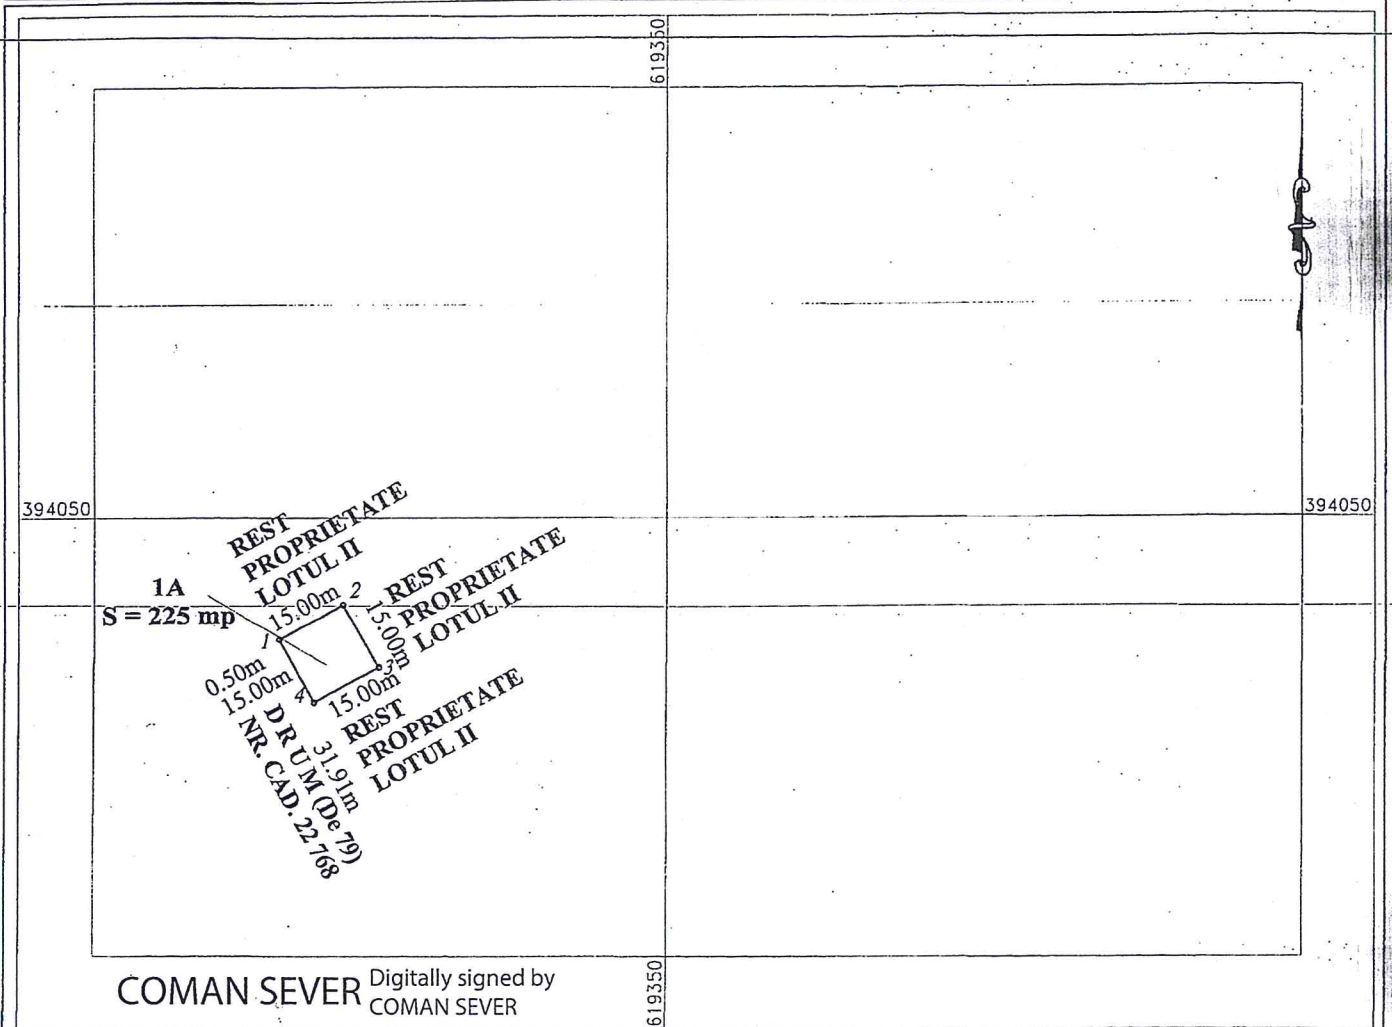 619350
394050
394050
REST
PROPRIETATE
LOTUL II
1A
S = 225 mp
15.00m
2
REST
PROPRIETATE
LOTUL II
15.00m
1
3
0.50m
15.00m
4
15.00m
REST
PROPRIETATE
LOTUL II
31.91m
D R U M (De 79)
NR. CAD. 22 768
COMAN SEVER
Digitally signed by
COMAN SEVER
619350